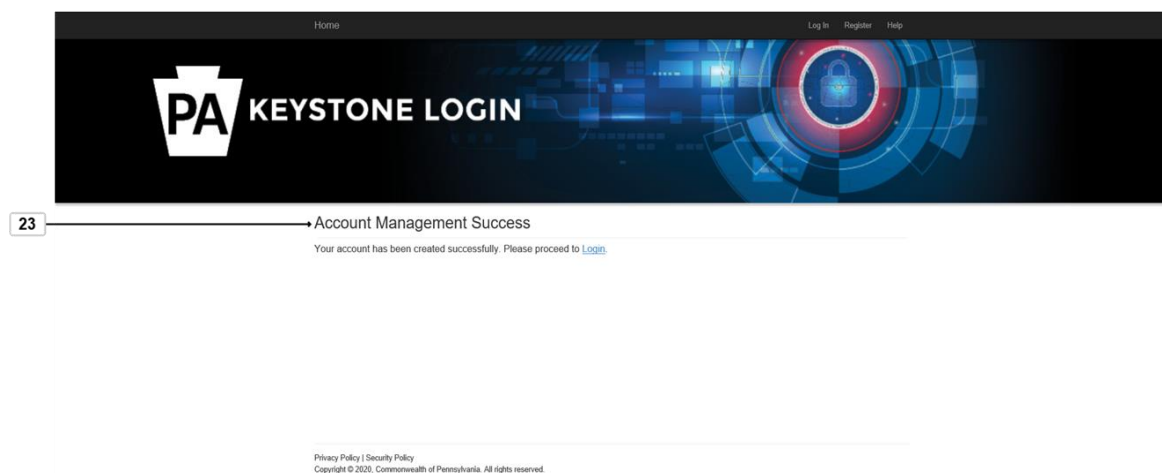 Home Log In Register Help
PA KEYSTONE LOGIN
23
Account Management Success
Your account has been created successfully. Please proceed to Login.
Privacy Policy | Security Policy
Copyright © 2020, Commonwealth of Pennsylvania. All rights reserved.